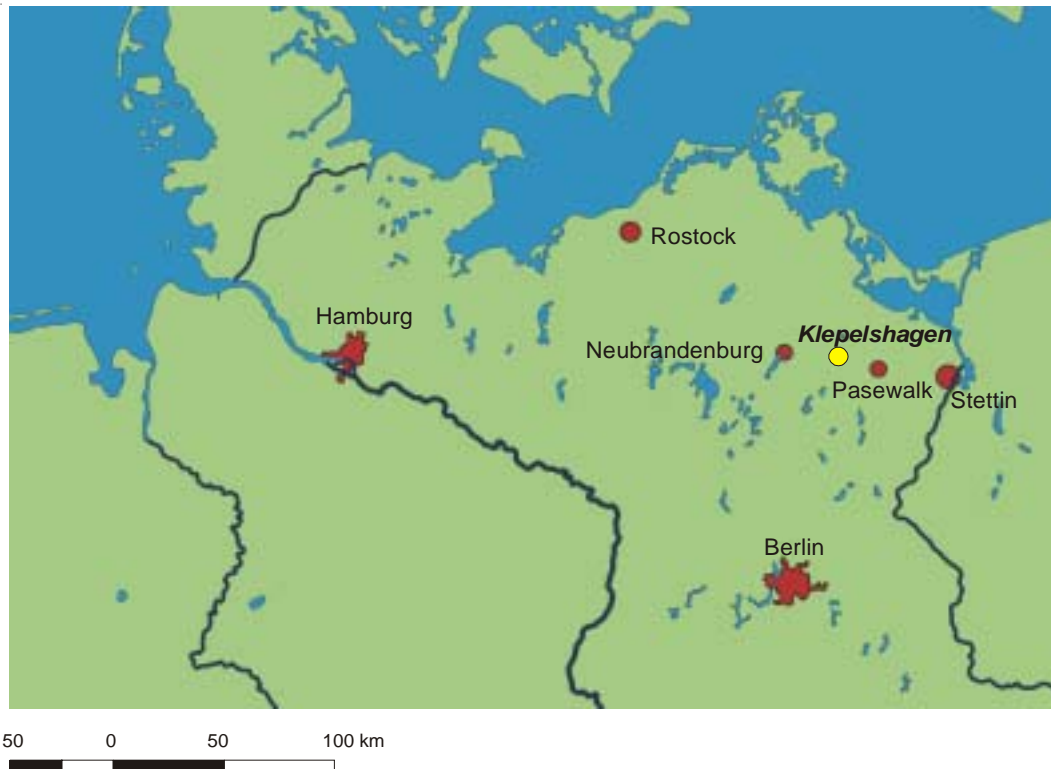 Rostock
Hamburg
Klepelshagen
Neubrandenburg
Pasewalk
Stettin
Berlin
50 0 50 100 km